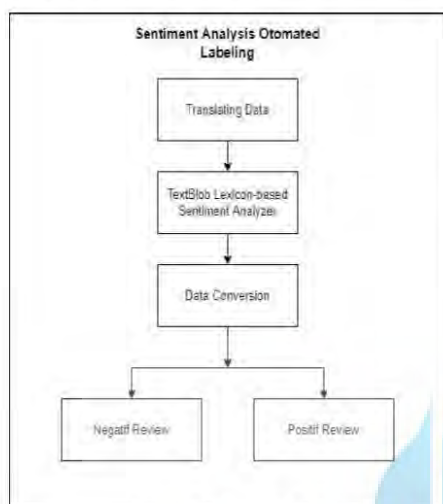 Sentiment Analysis Otomated
Labeling
Translating Data
TextBlob Lexicon-based
Sentiment Analyzer
Data Conversion
Negatif Review
Positif Review